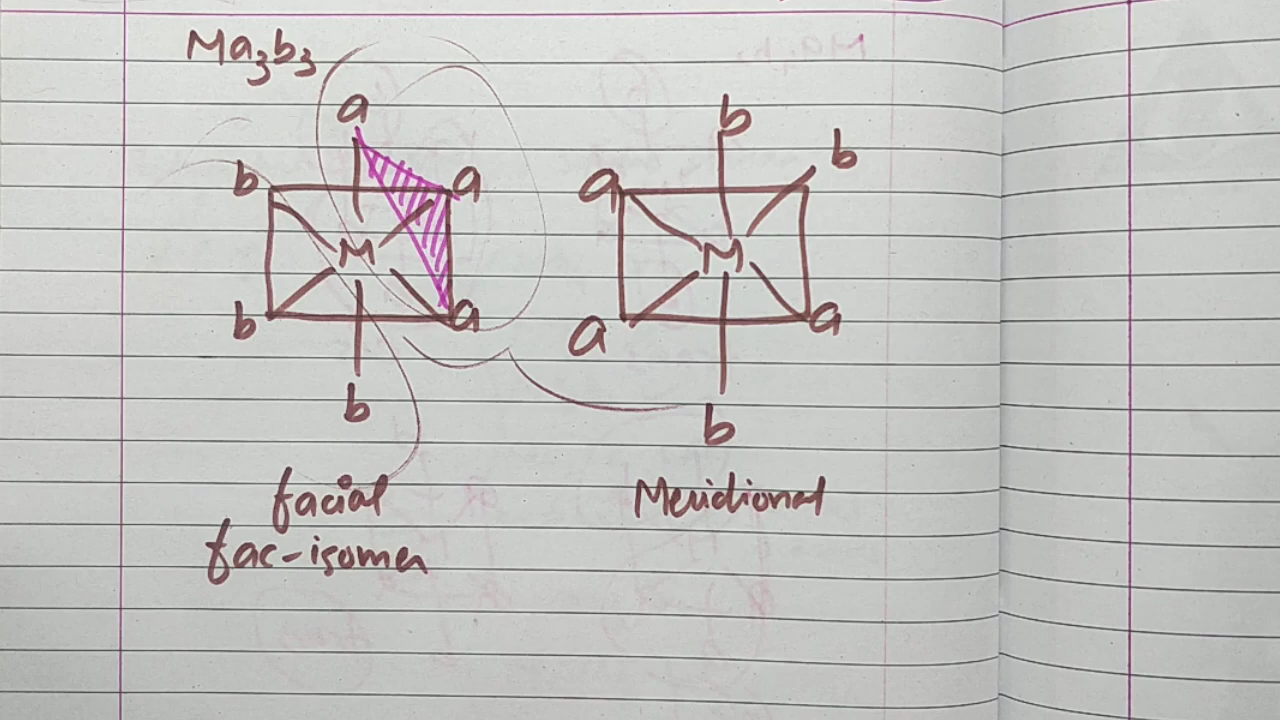 Ma₃b₃
a
b a
M
b a
b
facial
fac-isomer
b
a b
M
a a
b
Meridional